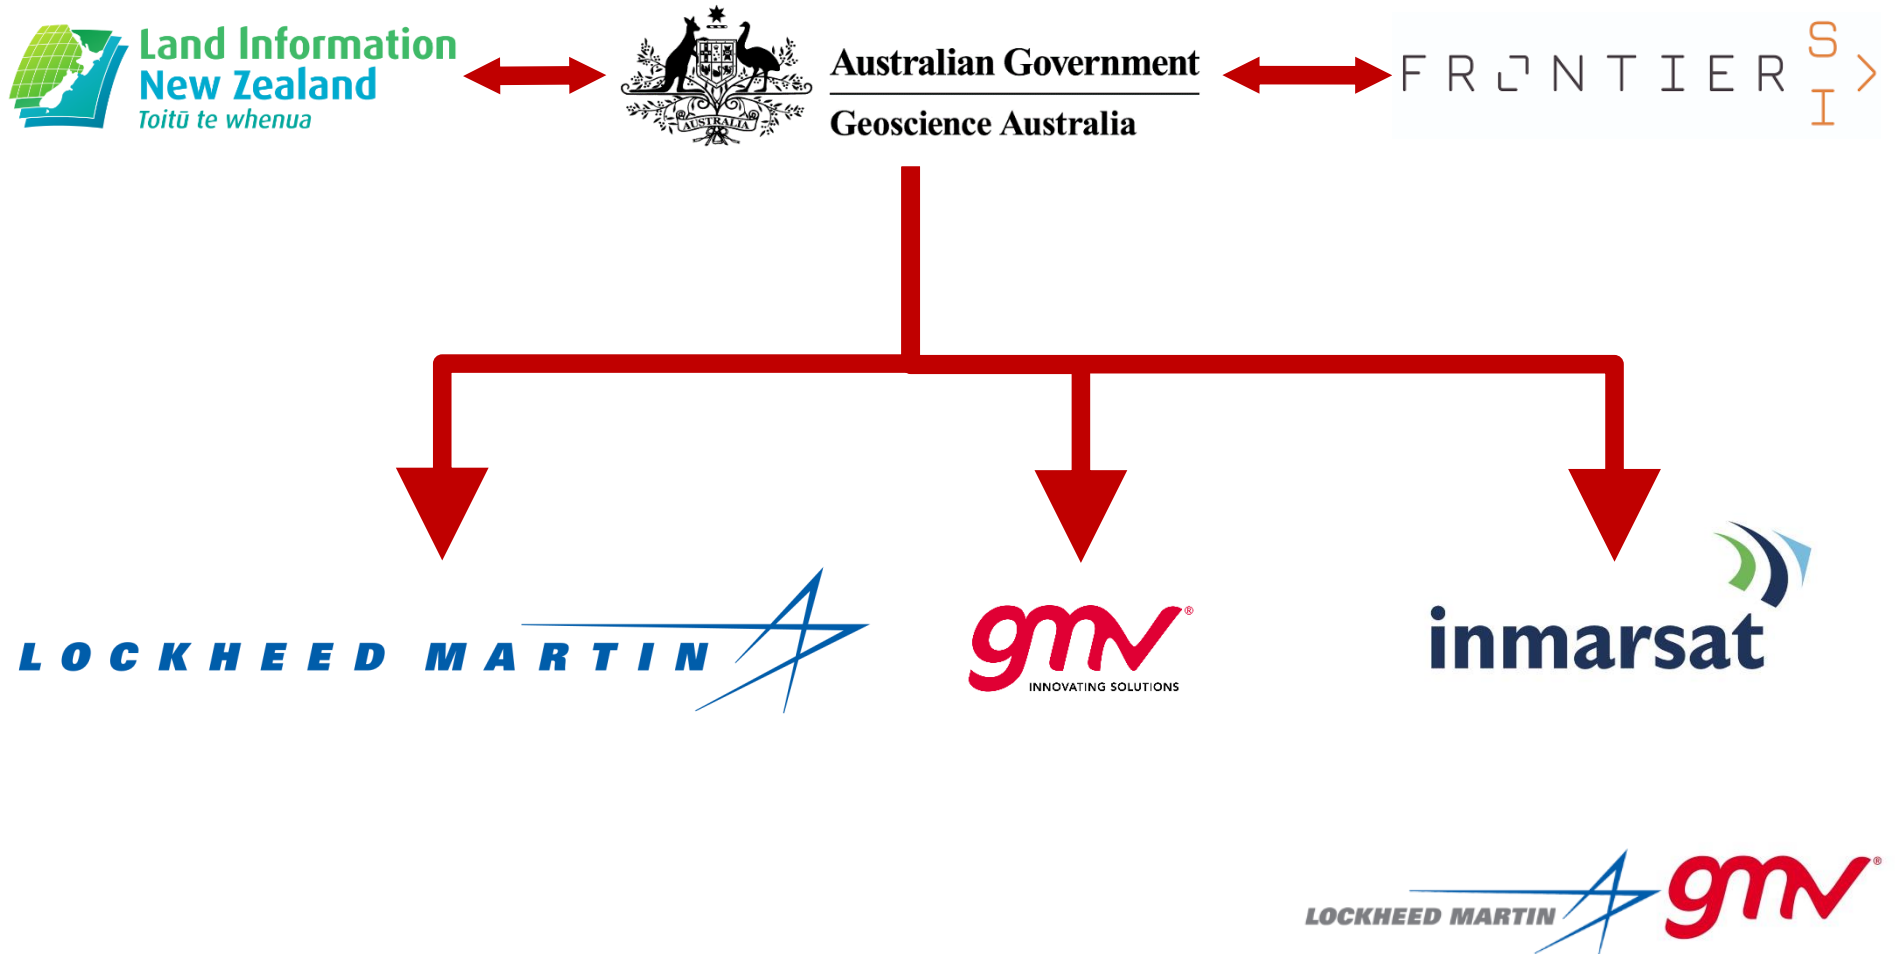 Land Information
New Zealand
Toitū te whenua
AUSTRALIA
Australian Government
Geoscience Australia
FRONTIER
S
I
LOCKHEED MARTIN
gmv®
INNOVATING SOLUTIONS
inmarsat
LOCKHEED MARTIN
gmv®